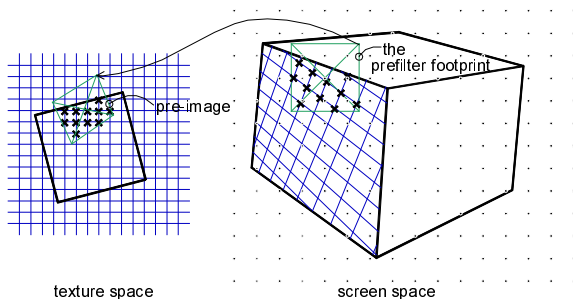 the
prefilter footprint
pre-image
texture space
screen space